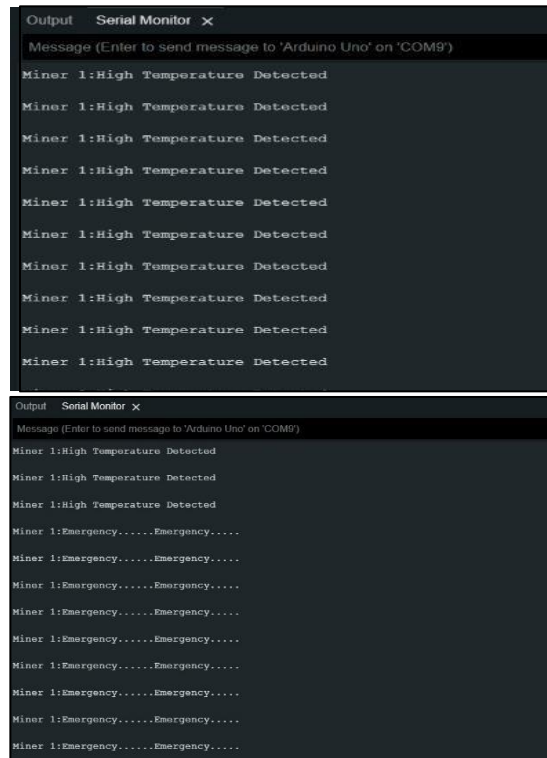 Output Serial Monitor ×
Message (Enter to send message to 'Arduino Uno' on 'COM9')
Miner 1:High Temperature Detected
Miner 1:High Temperature Detected
Miner 1:High Temperature Detected
Miner 1:High Temperature Detected
Miner 1:High Temperature Detected
Miner 1:High Temperature Detected
Miner 1:High Temperature Detected
Miner 1:High Temperature Detected
Miner 1:High Temperature Detected
Miner 1:High Temperature Detected
Output Serial Monitor ×
Message (Enter to send message to 'Arduino Uno' on 'COM9')
Miner 1:High Temperature Detected
Miner 1:High Temperature Detected
Miner 1:High Temperature Detected
Miner 1:Emergency......Emergency.....
Miner 1:Emergency......Emergency.....
Miner 1:Emergency......Emergency.....
Miner 1:Emergency......Emergency.....
Miner 1:Emergency......Emergency.....
Miner 1:Emergency......Emergency.....
Miner 1:Emergency......Emergency.....
Miner 1:Emergency......Emergency.....
Miner 1:Emergency......Emergency.....